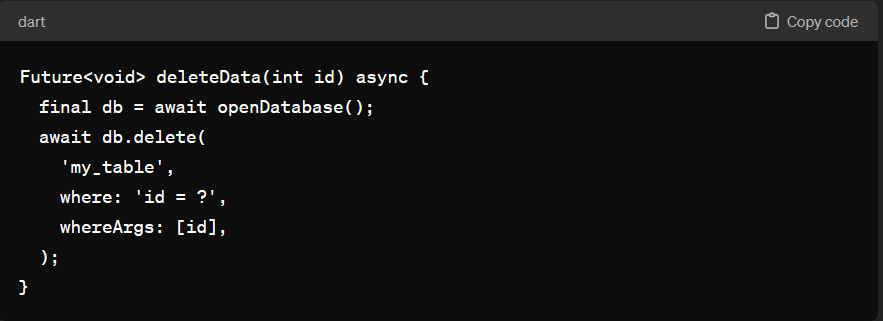 dart
Copy code
Future<void> deleteData(int id) async {
  final db = await openDatabase();
  await db.delete(
    'my_table',
    where: 'id = ?',
    whereArgs: [id],
  );
}